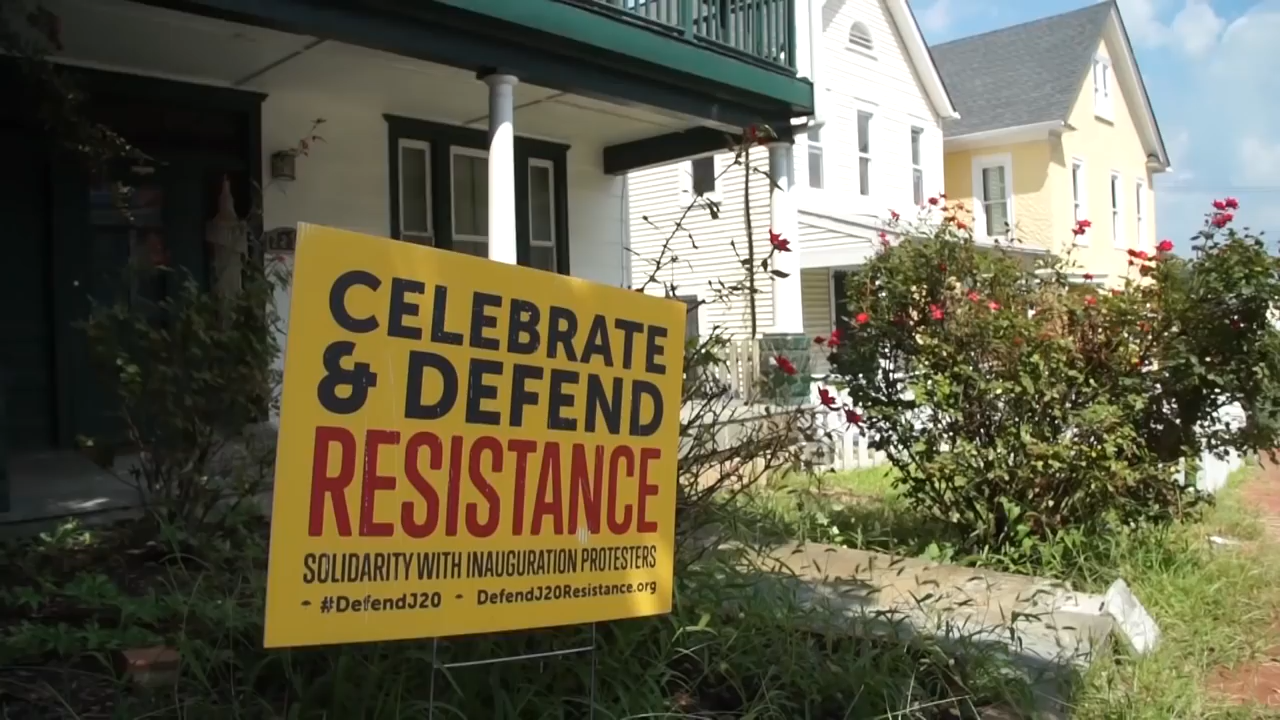 CELEBRATE
& DEFEND
RESISTANCE
SOLIDARITY WITH INAUGURATION PROTESTERS
#DefendJ20 - DefendJ20Resistance.org